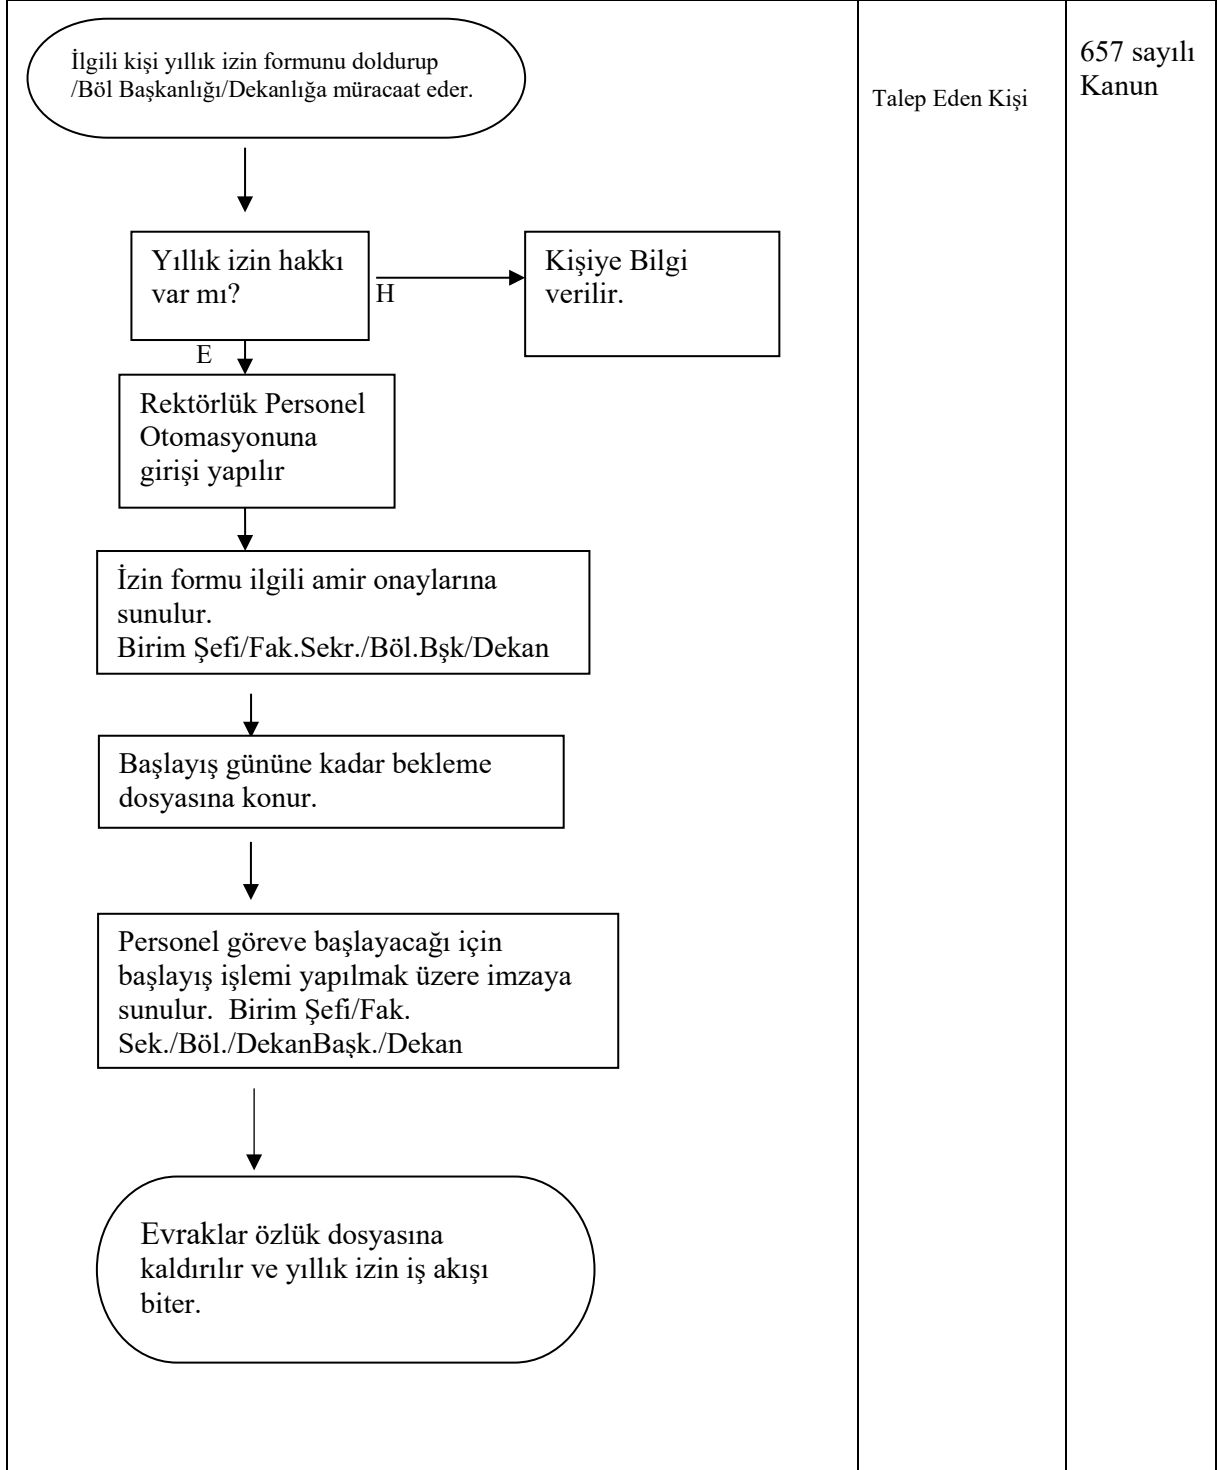 İlgili kişi yıllık izin formunu doldurup
/Böl Başkanlığı/Dekanlığa müracaat eder.
Talep Eden Kişi
657 sayılı
Kanun
Yıllık izin hakkı
var mı?
H
Kişiye Bilgi
verilir.
E
Rektörlük Personel
Otomasyonuna
girişi yapılır
İzin formu ilgili amir onaylarına
sunulur.
Birim Şefi/Fak.Sekr./Böl.Bşk/Dekan
Başlayış gününe kadar bekleme
dosyasına konur.
Personel göreve başlayacağı için
başlayış işlemi yapılmak üzere imzaya
sunulur.  Birim Şefi/Fak.
Sek./Böl./DekanBaşk./Dekan
Evraklar özlük dosyasına
kaldırılır ve yıllık izin iş akışı
biter.